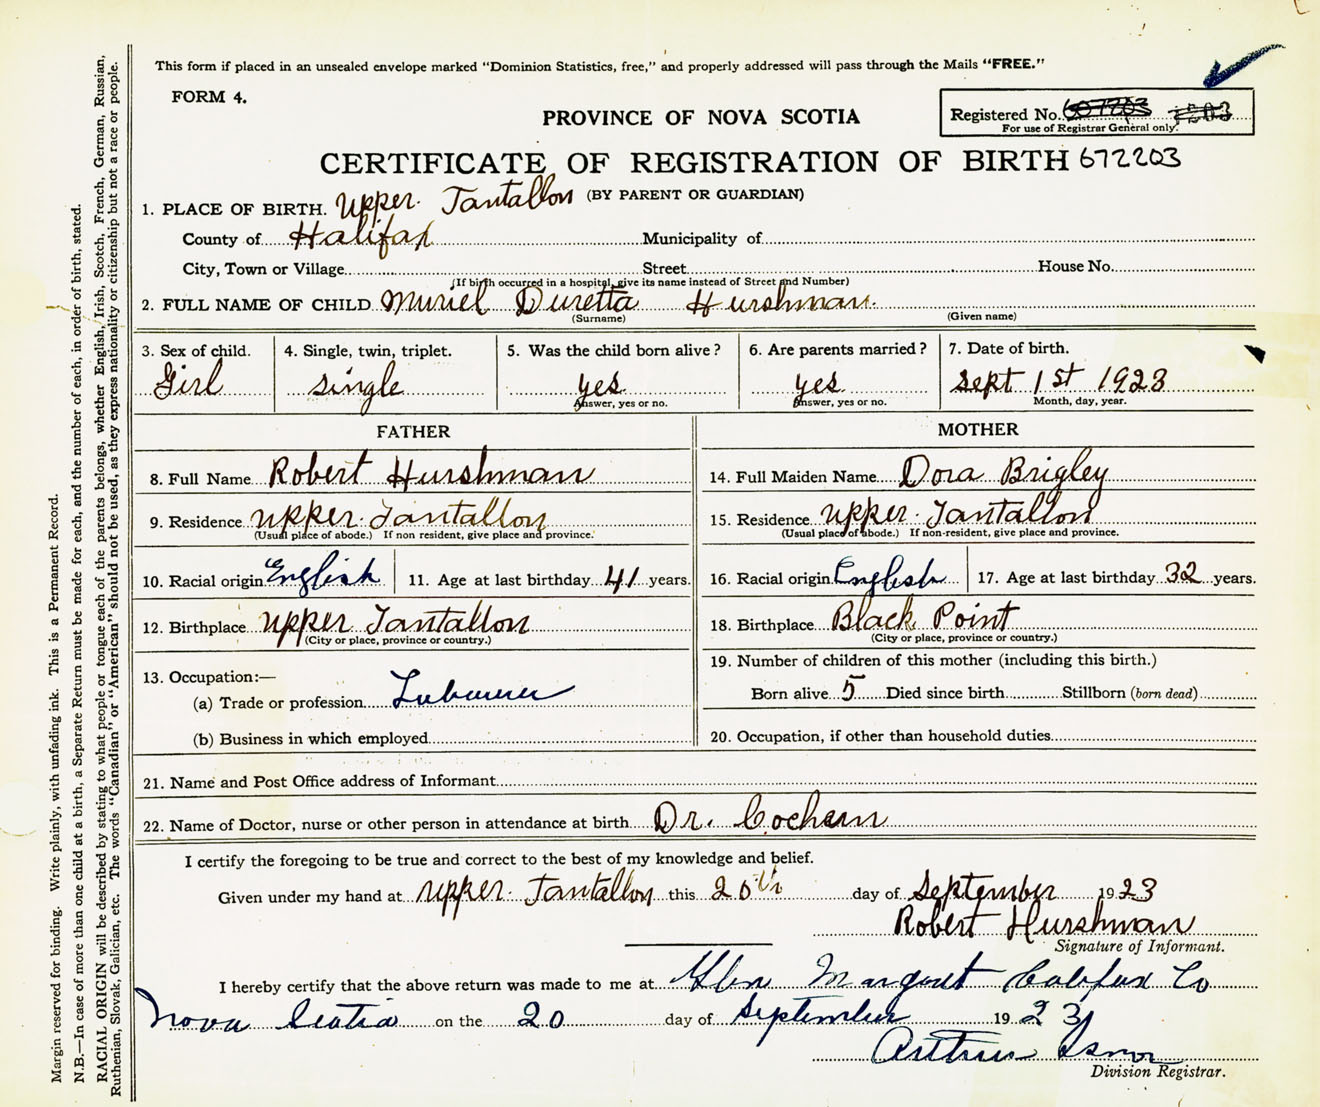 This form if placed in an unsealed envelope marked "Dominion Statistics, free," and properly addressed will pass through the Mails "FREE."
FORM 4.
PROVINCE OF NOVA SCOTIA
Registered No.
For use of Registrar General only.
CERTIFICATE OF REGISTRATION OF BIRTH 672203
(BY PARENT OR GUARDIAN)
1. PLACE OF BIRTH. Upper Tantallon
County of Halifax Municipality of
City, Town or Village Street House No.
(If birth occurred in a hospital, give its name instead of Street and Number)
2. FULL NAME OF CHILD Muriel Duretta Hurshman.
(Surname) (Given name)
3. Sex of child. 4. Single, twin, triplet. 5. Was the child born alive? 6. Are parents married? 7. Date of birth.
Girl single yes yes Sept 1st 1923
Answer, yes or no. Answer, yes or no. Month, day, year.
FATHER
8. Full Name Robert Hurshman
9. Residence Upper Tantallon
(Usual place of abode.) If non resident, give place and province.
10. Racial origin English 11. Age at last birthday 41 years.
12. Birthplace Upper Tantallon
(City or place, province or country.)
13. Occupation:—
(a) Trade or profession
(b) Business in which employed
MOTHER
14. Full Maiden Name Dora Brigley
15. Residence Upper Tantallon
(Usual place of abode.) If non-resident, give place and province.
16. Racial origin English 17. Age at last birthday 32 years.
18. Birthplace Black Point
(City or place, province or country.)
19. Number of children of this mother (including this birth.)
Born alive 5 Died since birth Stillborn (born dead)
20. Occupation, if other than household duties
21. Name and Post Office address of Informant
22. Name of Doctor, nurse or other person in attendance at birth Dr.
I certify the foregoing to be true and correct to the best of my knowledge and belief.
Given under my hand at Upper Tantallon this 20th day of September 1923
Robert Hurshman
Signature of Informant.
I hereby certify that the above return was made to me at Glen Margaret Halifax Co
Nova Scotia on the 20 day of September 1923
Arthur
Division Registrar.
Margin reserved for binding. Write plainly, with unfading ink. This is a Permanent Record.
N.B.—In case of more than one child at a birth, a Separate Return must be made for each, and the number of each, in order of birth, stated.
RACIAL ORIGIN will be described by stating to what people or tongue each of the parents belongs, whether English, Irish, Scotch, French, German, Russian,
Ruthenian, Slovak, Galician, etc. The words "Canadian" or "American" should not be used, as they express nationality or citizenship but not a race or people.